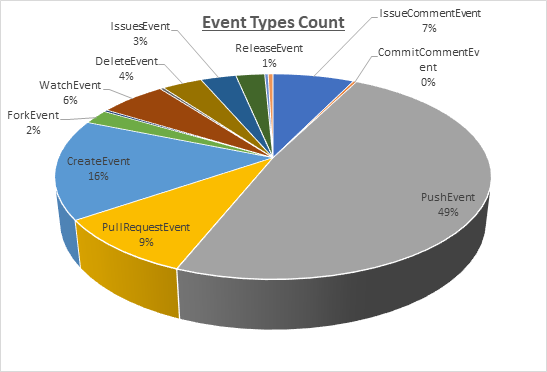 Event Types Count
IssueCommentEvent
7%
CommitCommentEv
ent
0%
PushEvent
49%
PullRequestEvent
9%
CreateEvent
16%
ForkEvent
2%
WatchEvent
6%
DeleteEvent
4%
IssuesEvent
3%
ReleaseEvent
1%